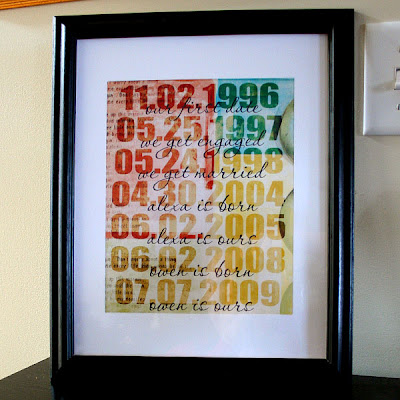 11.02.1996
our first date
05.25.1997
we get engaged
05.24.1998
we get married
04.30.2004
alexa is born
06.02.2005
alexa is ours
06.02.2008
owen is born
07.07.2009
owen is ours